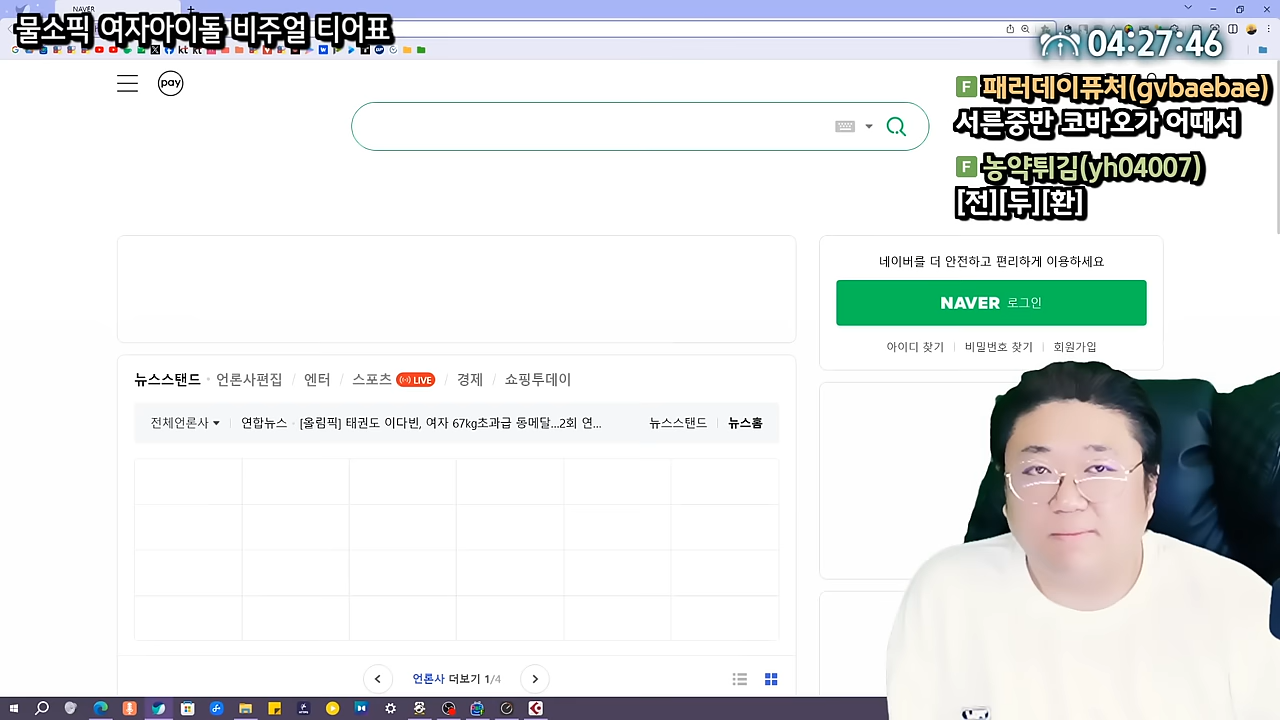 NAVER
물소픽 여자아이돌 비주얼 티어표
04:27:46
pay
F 패러데이퓨처(gvbaebae)
서른중반 코바오가 어때서
F 농약튀김(yh04007)
[전][두][환]
네이버를 더 안전하고 편리하게 이용하세요
NAVER 로그인
아이디 찾기 비밀번호 찾기 회원가입
뉴스스탠드 · 언론사편집 / 엔터 / 스포츠 LIVE / 경제 / 쇼핑투데이
전체언론사 연합뉴스 [올림픽] 태권도 이다빈, 여자 67kg초과급 동메달...2회 연... 뉴스스탠드 뉴스홈
언론사 더보기 1/4